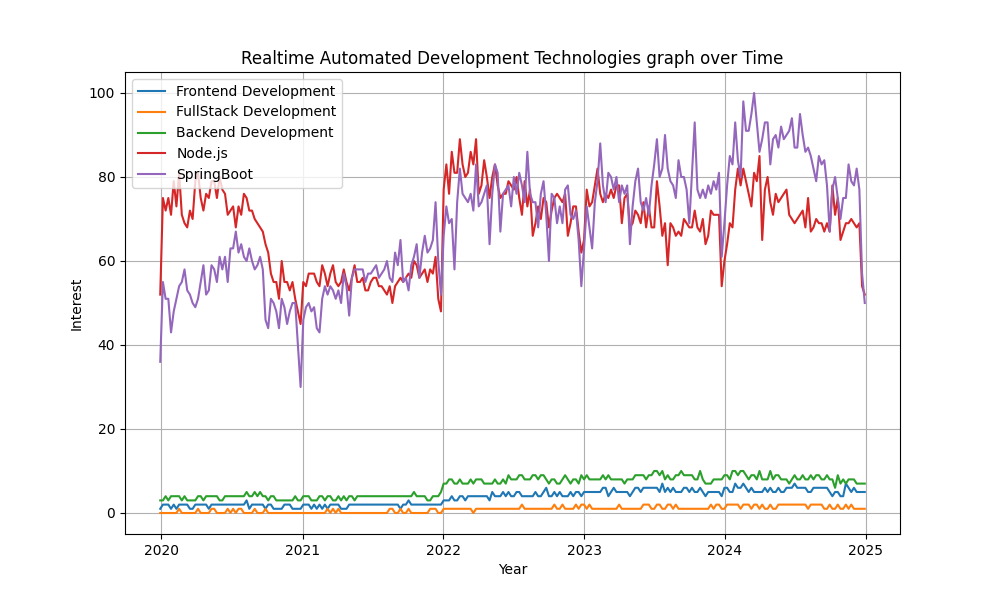 Realtime Automated Development Technologies graph over Time
Frontend Development
FullStack Development
Backend Development
Node.js
SpringBoot
100
80
60
40
20
0
Interest
2020
2021
2022
2023
2024
2025
Year